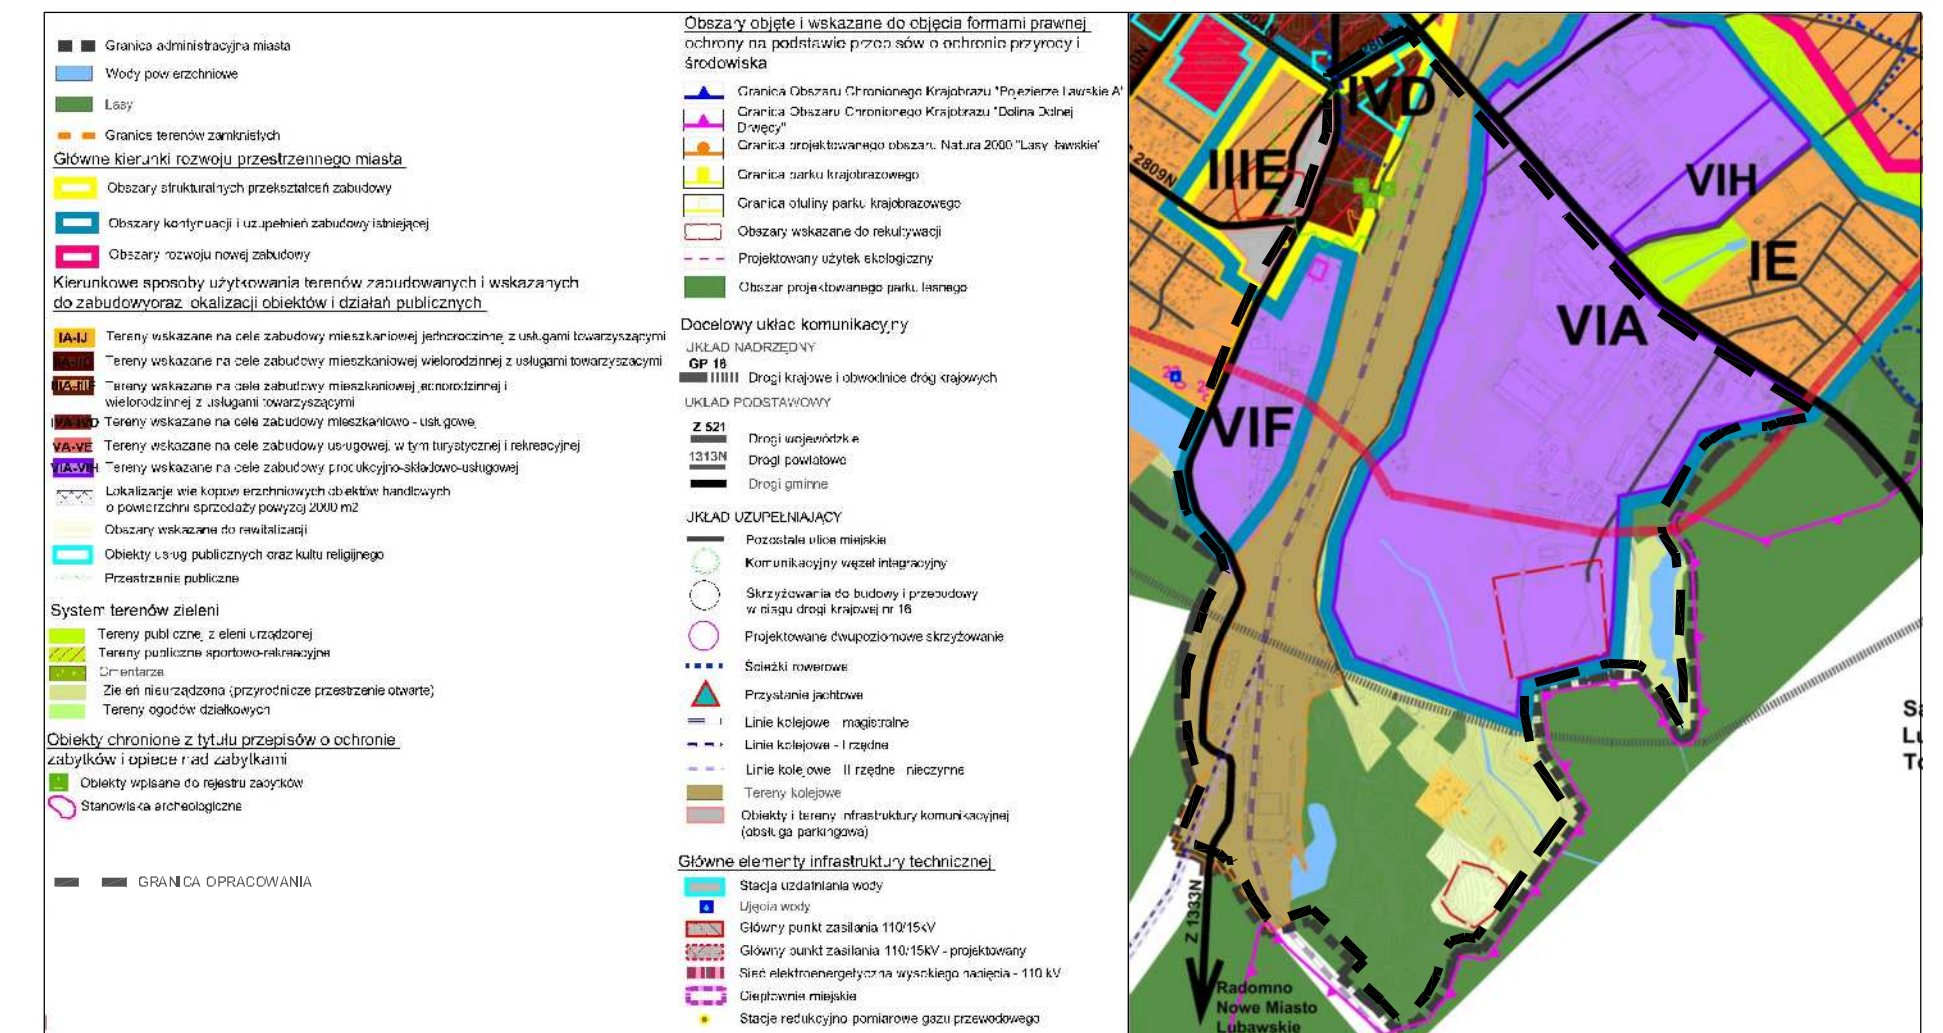 Granica administracyjna miasta
Wody powierzchniowe
Lasy
Granice terenów zamkniętych
Główne kierunki rozwoju przestrzennego miasta
Obszary strukturalnych przekształceń zabudowy
Obszary kontynuacji i uzupełnień zabudowy istniejącej
Obszary rozwoju nowej zabudowy
Kierunkowe sposoby użytkowania terenów zabudowanych i wskazanych
do zabudowyoraz lokalizacji obiektów i działań publicznych
IA-IJ Tereny wskazane na cele zabudowy mieszkaniowej jednorodzinnej z usługami towarzyszącymi
Tereny wskazane na cele zabudowy mieszkaniowej wielorodzinnej z usługami towarzyszącymi
Tereny wskazane na cele zabudowy mieszkaniowej jednorodzinnej i
wielorodzinnej z usługami towarzyszącymi
IVA-IVD Tereny wskazane na cele zabudowy mieszkaniowo - usługowej
VA-VE Tereny wskazane na cele zabudowy usługowej, w tym turystycznej i rekreacyjnej
VIA-VIH Tereny wskazane na cele zabudowy produkcyjno-składowo-usługowej
Lokalizacje wielkopowierzchniowych obiektów handlowych
o powierzchni sprzedaży powyżej 2000 m2
Obszary wskazane do rewitalizacji
Obiekty usług publicznych oraz kultu religijnego
Przestrzenie publiczne
System terenów zieleni
Tereny publicznej zieleni urządzonej
Tereny publiczne sportowo-rekreacyjne
Cmentarze
Zieleń nieurządzona (przyrodnicze przestrzenie otwarte)
Tereny ogodów działkowych
Obiekty chronione z tytułu przepisów o ochronie
zabytków i opiece nad zabytkami
Obiekty wpisane do rejestru zabytków
Stanowiska archeologiczne
GRANICA OPRACOWANIA
Obszary objęte i wskazane do objęcia formami prawnej
ochrony na podstawie przepisów o ochronie przyrody i
środowiska
Granica Obszaru Chronionego Krajobrazu "Pojezierze Iławskie A"
Granica Obszaru Chronionego Krajobrazu "Dolina Dolnej
Drwęcy"
Granica projektowanego obszaru Natura 2000 "Lasy Iławskie"
Granica parku krajobrazowego
Granica otuliny parku krajobrazowego
Obszary wskazane do rekultywacji
Projektowany użytek ekologiczny
Obszar projektowanego parku leśnego
Docelowy układ komunikacyjny
UKŁAD NADRZĘDNY
GP 16
Drogi krajowe i obwodnice dróg krajowych
UKŁAD PODSTAWOWY
Z 521
Drogi wojewódzkie
1313N
Drogi powiatowe
Drogi gminne
UKŁAD UZUPEŁNIAJĄCY
Pozostałe ulice miejskie
Komunikacyjny węzeł integracyjny
Skrzyżowania do budowy i przebudowy
w ciągu drogi krajowej nr 16
Projektowane dwupoziomowe skrzyżowanie
Ścieżki rowerowe
Przystanie jachtowe
Linie kolejowe - magistralne
Linie kolejowe - I rzędne
Linie kolejowe - II rzędne - nieczynne
Tereny kolejowe
Obiekty i tereny infrastruktury komunikacyjnej
(obsługa parkingowa)
Główne elementy infrastruktury technicznej
Stacja uzdatniania wody
Ujęcia wody
Główny punkt zasilania 110/15kV
Główny punkt zasilania 110/15kV - projektowany
Sieć elektroenergetyczna wysokiego napięcia - 110 kV
Ciepłownie miejskie
Stacje redukcyjno-pomiarowe gazu przewodowego
IVD
IIIE
2809N
VIH
IE
VIA
VIF
Z 1333N
Radomno
Nowe Miasto
Lubawskie